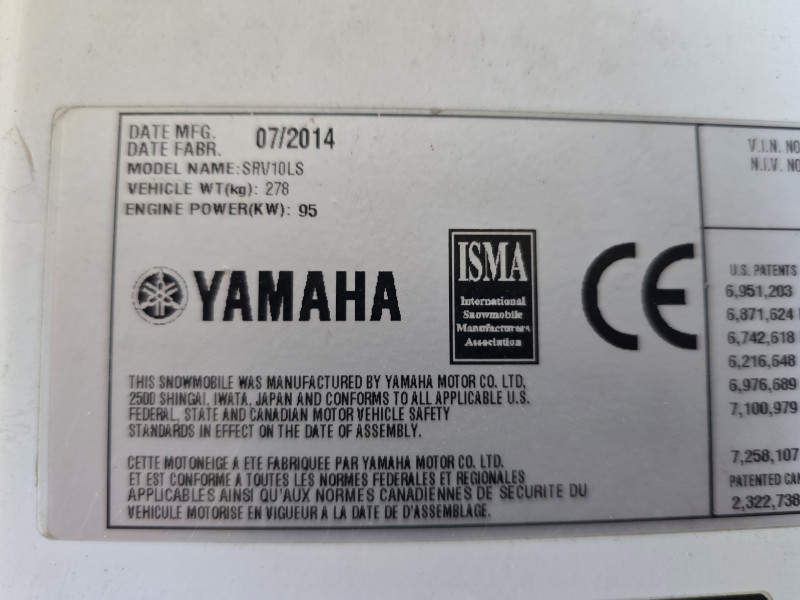 DATE MFG. 07/2014
DATE FABR.
MODEL NAME:SRV10LS
VEHICLE WT(kg): 278
ENGINE POWER(KW): 95
YAMAHA
ISMA
International
Snowmobile
Manufacturers
Association
CE
THIS SNOWMOBILE WAS MANUFACTURED BY YAMAHA MOTOR CO. LTD,
2500 SHINGAI, IWATA, JAPAN AND CONFORMS TO ALL APPLICABLE U.S.
FEDERAL, STATE AND CANADIAN MOTOR VEHICLE SAFETY
STANDARDS IN EFFECT ON THE DATE OF ASSEMBLY.
CETTE MOTONEIGE A ETE FABRIQUEE PAR YAMAHA MOTOR CO. LTD.
ET EST CONFORME A TOUTES LES NORMES FEDERALES ET REGIONALES
APPLICABLES AINSI QU'AUX NORMES CANADIENNES DE SECURITE DU
VEHICULE MOTORISE EN VIGUEUR A LA DATE DE D'ASSEMBLAGE.
V.I.N. NO
N.I.V. NO
U.S. PATENTS
6,951,203
6,871,624
6,742,618
6,216,648
6,976,689
7,100,979
7,258,107
PATENTED CAN
2,322,738